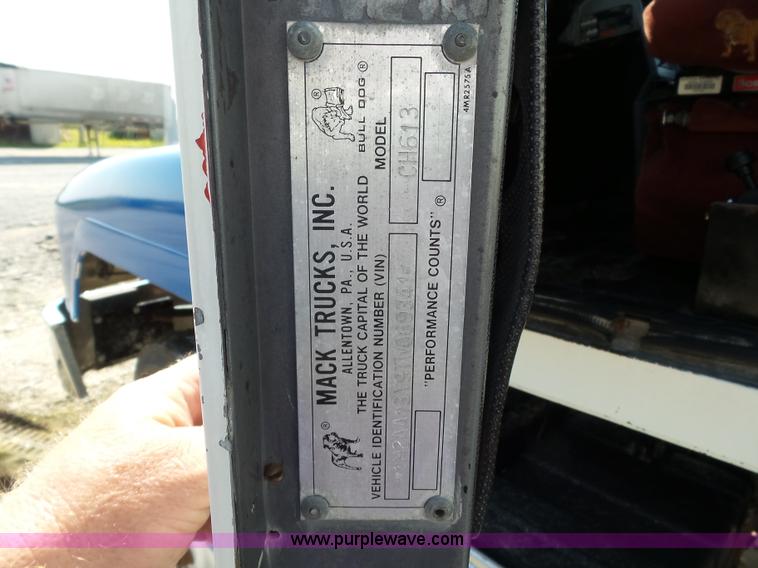 ® MACK TRUCKS, INC. ®
ALLENTOWN, PA., U.S.A.
THE TRUCK CAPITAL OF THE WORLD BULL DOG ®
VEHICLE IDENTIFICATION NUMBER (VIN) MODEL
CH613
"PERFORMANCE COUNTS" ®
4MR2575A
www.purplewave.com